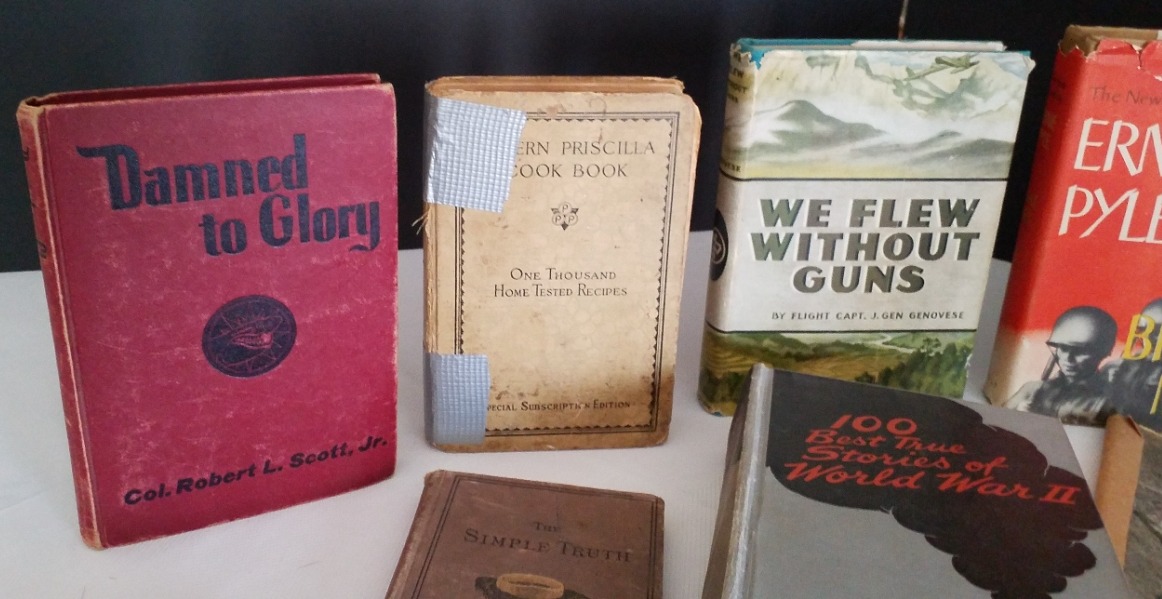 Damned
to Glory
Col. Robert L. Scott, Jr.
ERN PRISCILLA
COOK BOOK
P P P
ONE THOUSAND
HOME TESTED RECIPES
SPECIAL SUBSCRIPTION EDITION
WE FLEW
WITHOUT
GUNS
BY FLIGHT CAPT. J. GEN GENOVESE
The New
ERN
PYLE
THE
SIMPLE TRUTH
100
Best True
Stories of
World War II